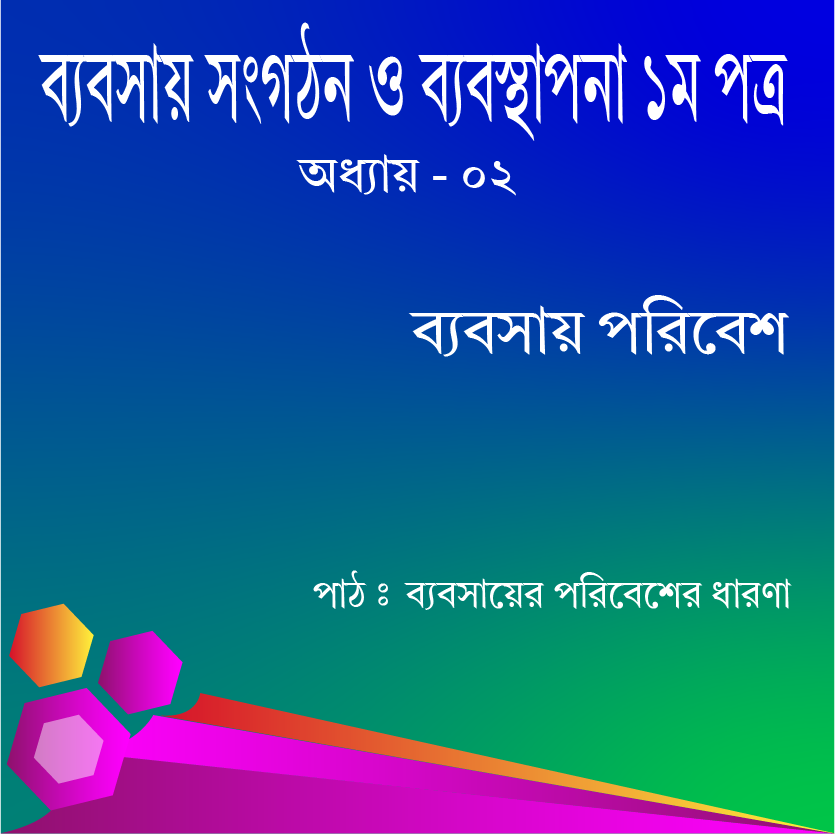 ব্যবসায় সংগঠন ও ব্যবস্থাপনা ১ম পত্র
অধ্যায় - ০২
ব্যবসায় পরিবেশ
পাঠ ঃ ব্যবসায়ের পরিবেশের ধারণা